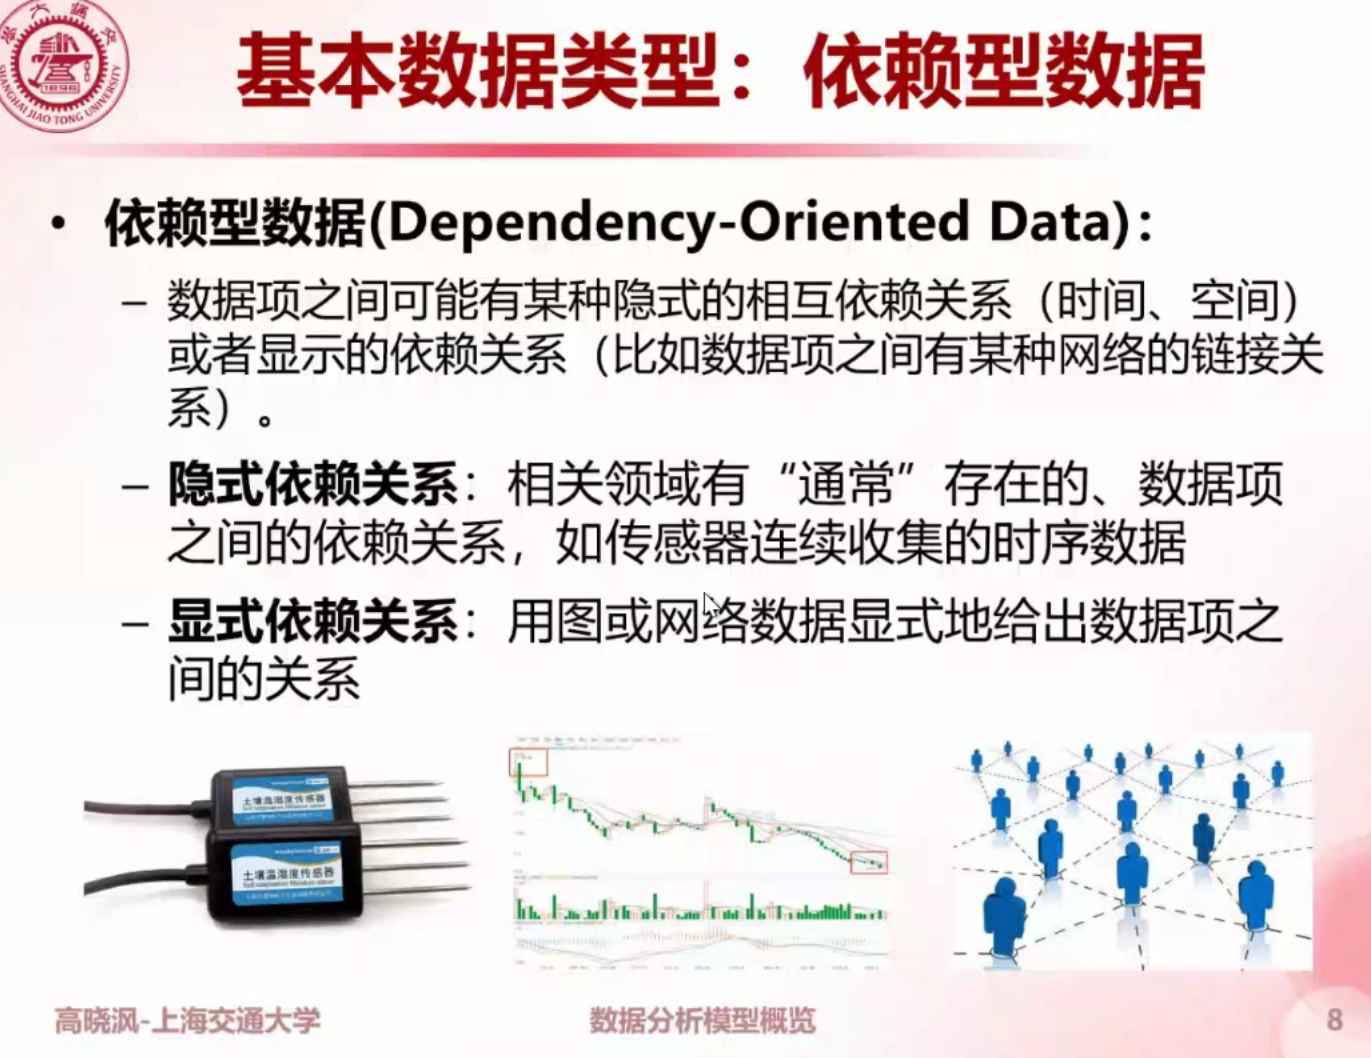 基本数据类型：依赖型数据
SHANGHAI JIAO TONG UNIVERSITY
1896
• 依赖型数据(Dependency-Oriented Data)：
– 数据项之间可能有某种隐式的相互依赖关系（时间、空间）
或者显示的依赖关系（比如数据项之间有某种网络的链接关
系）。
– 隐式依赖关系：相关领域有“通常”存在的、数据项
之间的依赖关系，如传感器连续收集的时序数据
– 显式依赖关系：用图或网络数据显式地给出数据项之
间的关系
土壤温湿度传感器
土壤温湿度传感器
高晓沨-上海交通大学
数据分析模型概览
8